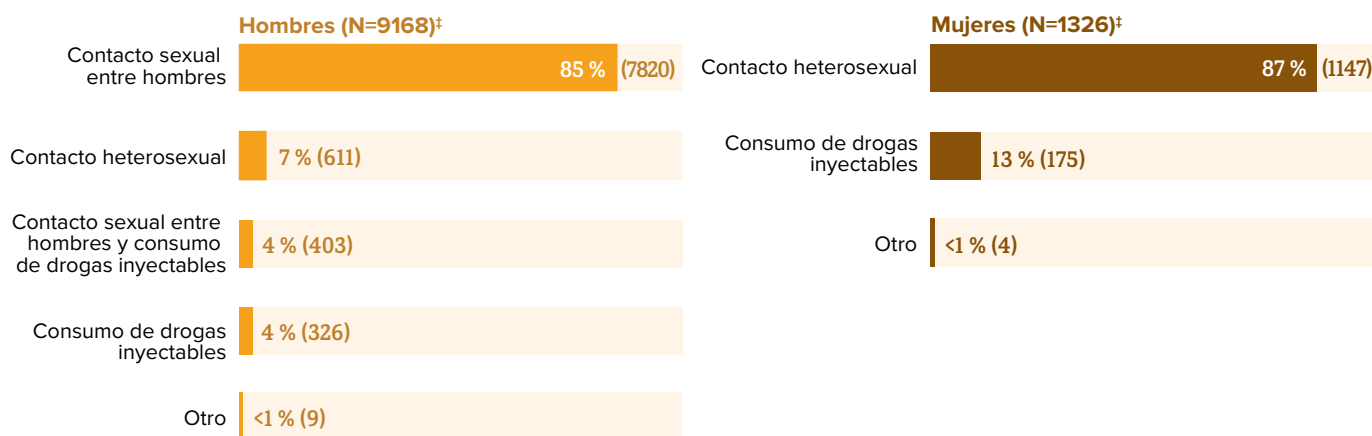 Hombres (N=9168)‡
Contacto sexual
entre hombres
85 % (7820)
Contacto heterosexual
7 % (611)
Contacto sexual entre
hombres y consumo
de drogas inyectables
4 % (403)
Consumo de drogas
inyectables
4 % (326)
Otro
<1 % (9)
Mujeres (N=1326)‡
Contacto heterosexual
87 % (1147)
Consumo de drogas
inyectables
13 % (175)
Otro
<1 % (4)